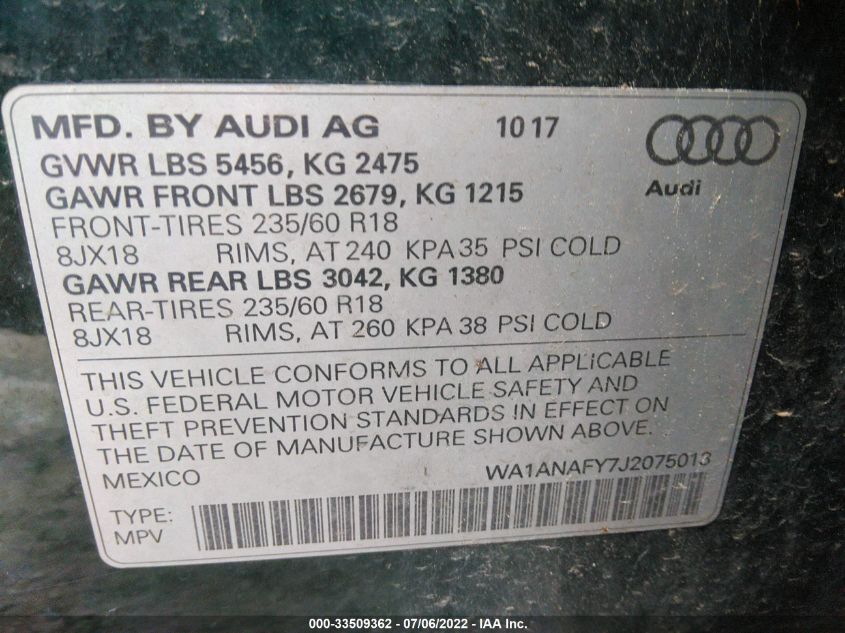 MFD. BY AUDI AG 10 17
GVWR LBS 5456, KG 2475
GAWR FRONT LBS 2679, KG 1215
Audi
FRONT-TIRES 235/60 R18
8JX18 RIMS, AT 240 KPA 35 PSI COLD
GAWR REAR LBS 3042, KG 1380
REAR-TIRES 235/60 R18
8JX18 RIMS, AT 260 KPA 38 PSI COLD
THIS VEHICLE CONFORMS TO ALL APPLICABLE
U.S. FEDERAL MOTOR VEHICLE SAFETY AND
THEFT PREVENTION STANDARDS IN EFFECT ON
THE DATE OF MANUFACTURE SHOWN ABOVE.
MEXICO WA1ANAFY7J2075013
TYPE:
MPV
000-33509362 - 07/06/2022 - IAA Inc.